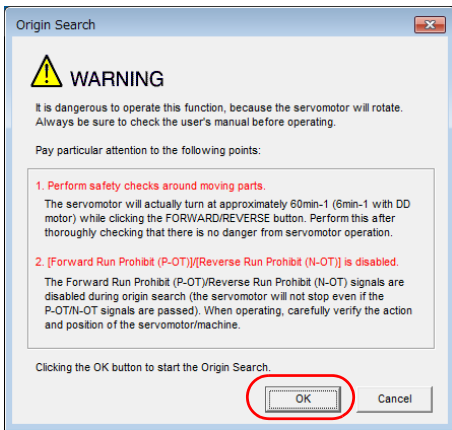 Origin Search
WARNING
It is dangerous to operate this function, because the servomotor will rotate.
Always be sure to check the user's manual before operating.
Pay particular attention to the following points:
1. Perform safety checks around moving parts.
The servomotor will actually turn at approximately 60min-1 (6min-1 with DD
motor) while clicking the FORWARD/REVERSE button. Perform this after
thoroughly checking that there is no danger from servomotor operation.
2. [Forward Run Prohibit (P-OT)]/[Reverse Run Prohibit (N-OT)] is disabled.
The Forward Run Prohibit (P-OT)/Reverse Run Prohibit (N-OT) signals are
disabled during origin search (the servomotor will not stop even if the
P-OT/N-OT signals are passed). When operating, carefully verify the action
and position of the servomotor/machine.
Clicking the OK button to start the Origin Search.
OK
Cancel